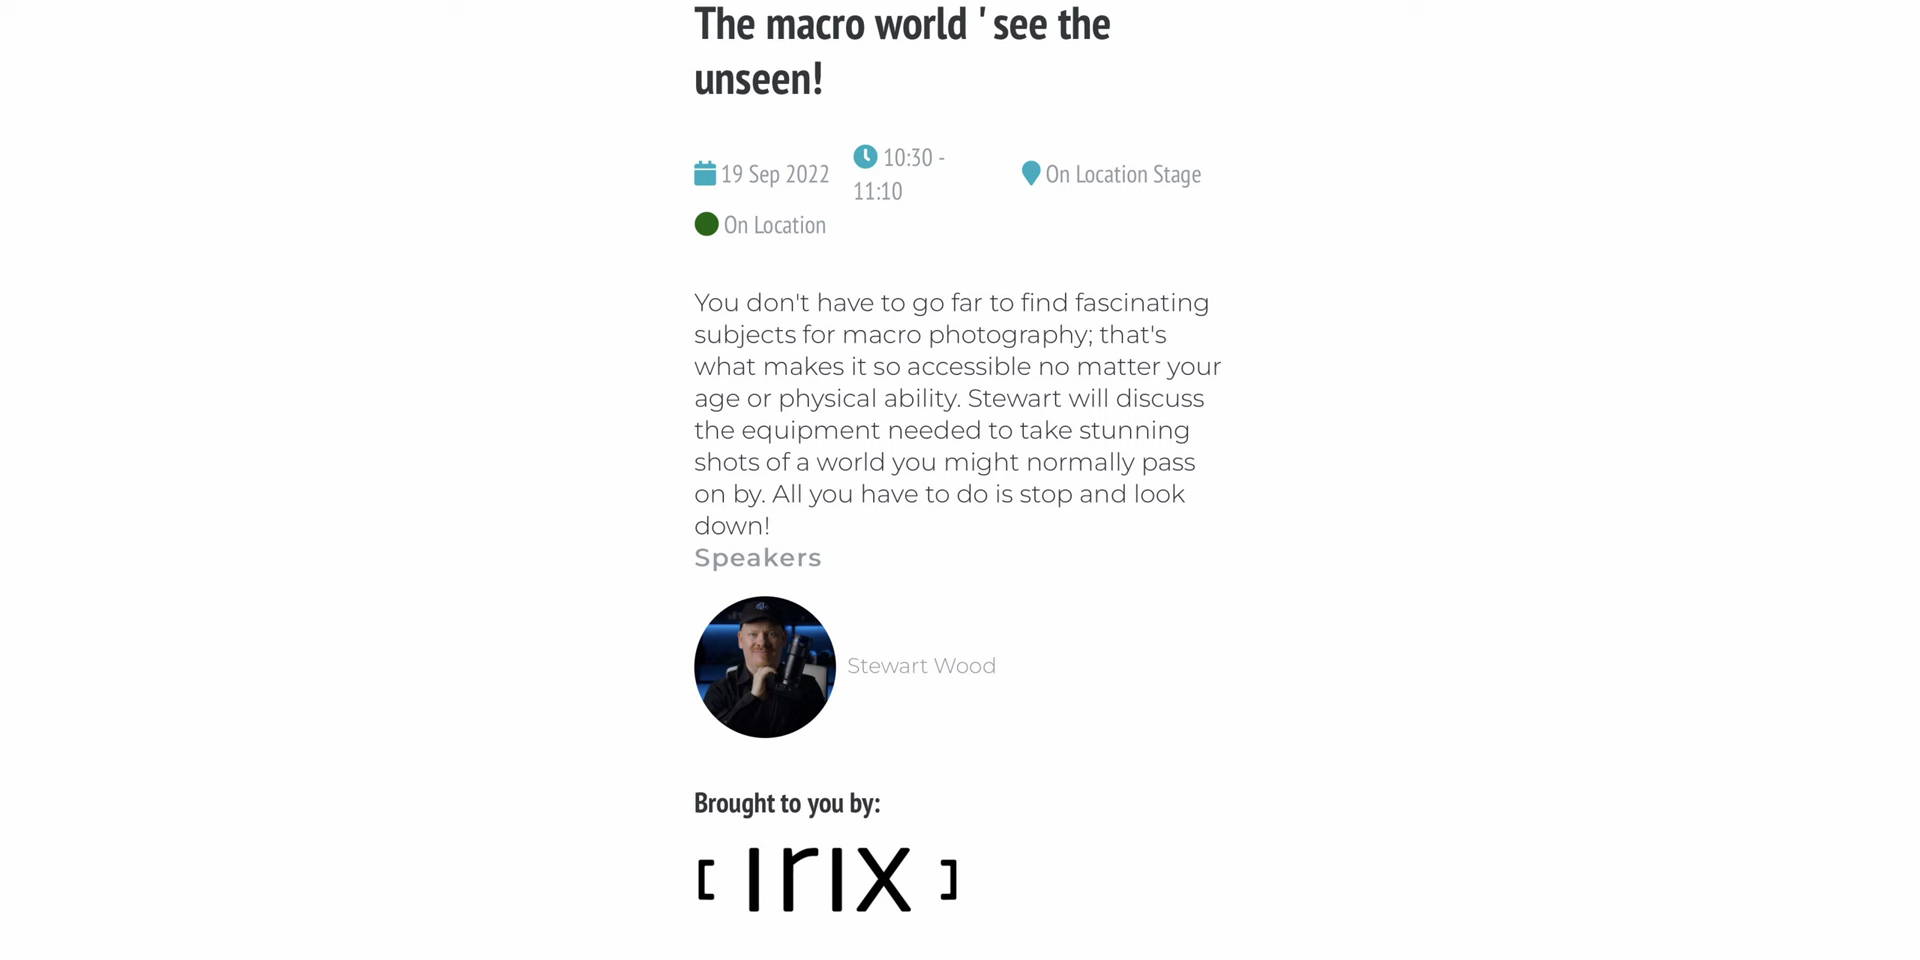 The macro world ' see the
unseen!
19 Sep 2022
10:30 -
11:10
On Location Stage
On Location
You don't have to go far to find fascinating
subjects for macro photography; that's
what makes it so accessible no matter your
age or physical ability. Stewart will discuss
the equipment needed to take stunning
shots of a world you might normally pass
on by. All you have to do is stop and look
down!
Speakers
Stewart Wood
Brought to you by:
[ ırıx ]